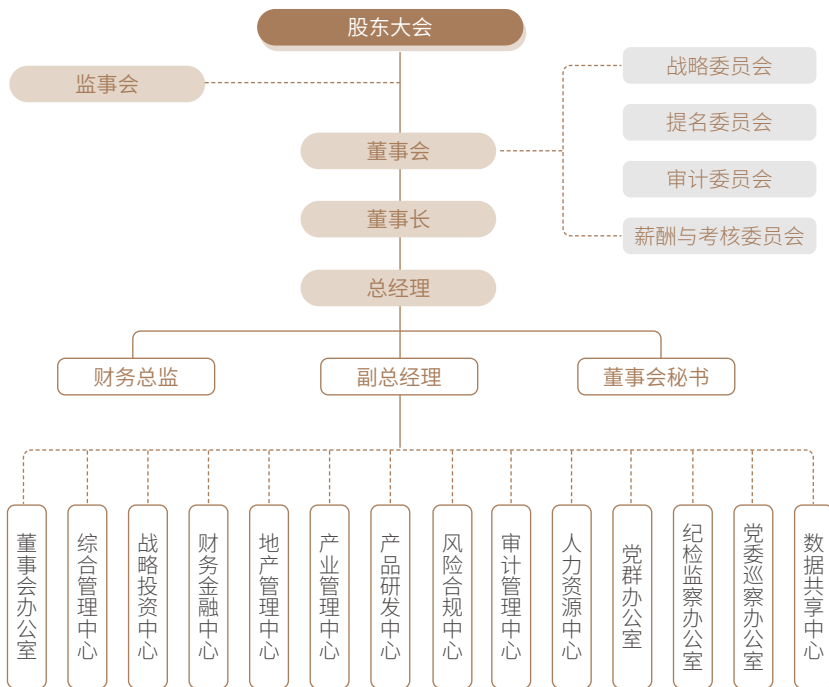 股东大会
监事会
战略委员会
提名委员会
董事会
审计委员会
董事长
薪酬与考核委员会
总经理
财务总监
副总经理
董事会秘书
董事会办公室
综合管理中心
战略投资中心
财务金融中心
地产管理中心
产业管理中心
产品研发中心
风险合规中心
审计管理中心
人力资源中心
党群办公室
纪检监察办公室
党委巡察办公室
数据共享中心